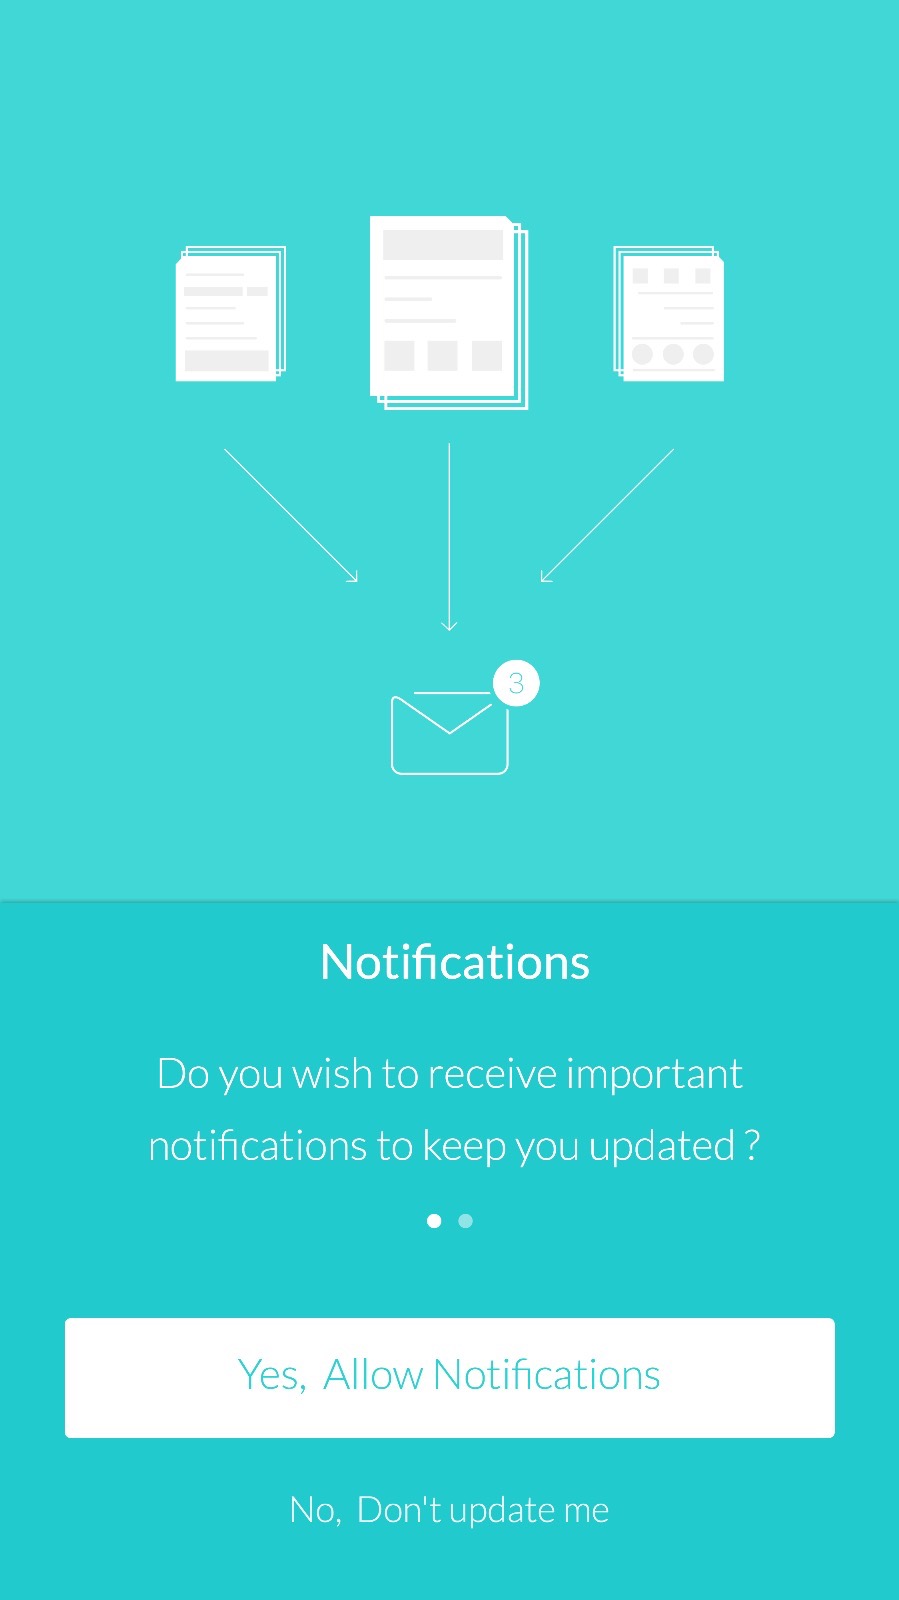 3
Notifications
Do you wish to receive important
notifications to keep you updated ?
Yes, Allow Notifications
No, Don't update me